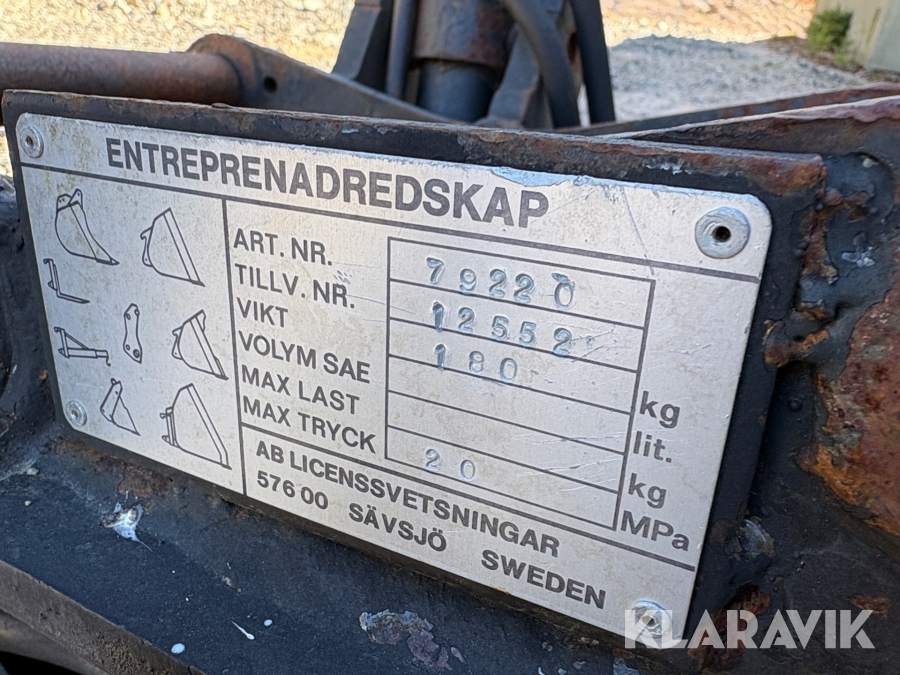 ENTREPRENADREDSKAP
ART. NR. 79220
TILLV. NR. 12552
VIKT 180 kg
VOLYM SAE lit.
MAX LAST kg
MAX TRYCK 20 MPa
AB LICENSSVETSNINGAR
576 00 SÄVSJÖ SWEDEN
KLARAVIK